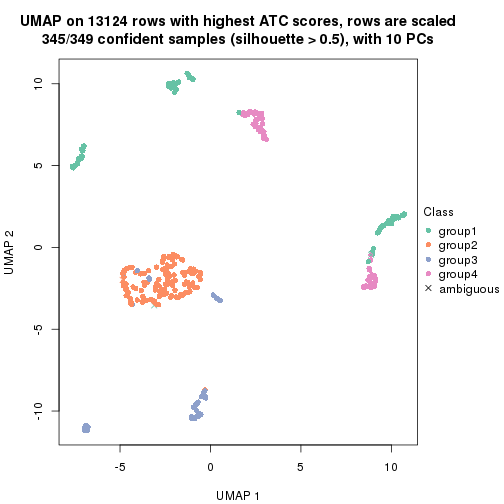 UMAP on 13124 rows with highest ATC scores, rows are scaled
345/349 confident samples (silhouette > 0.5), with 10 PCs
10
5
0
-5
-10
UMAP 2
-5
0
5
10
UMAP 1
Class
group1
group2
group3
group4
ambiguous